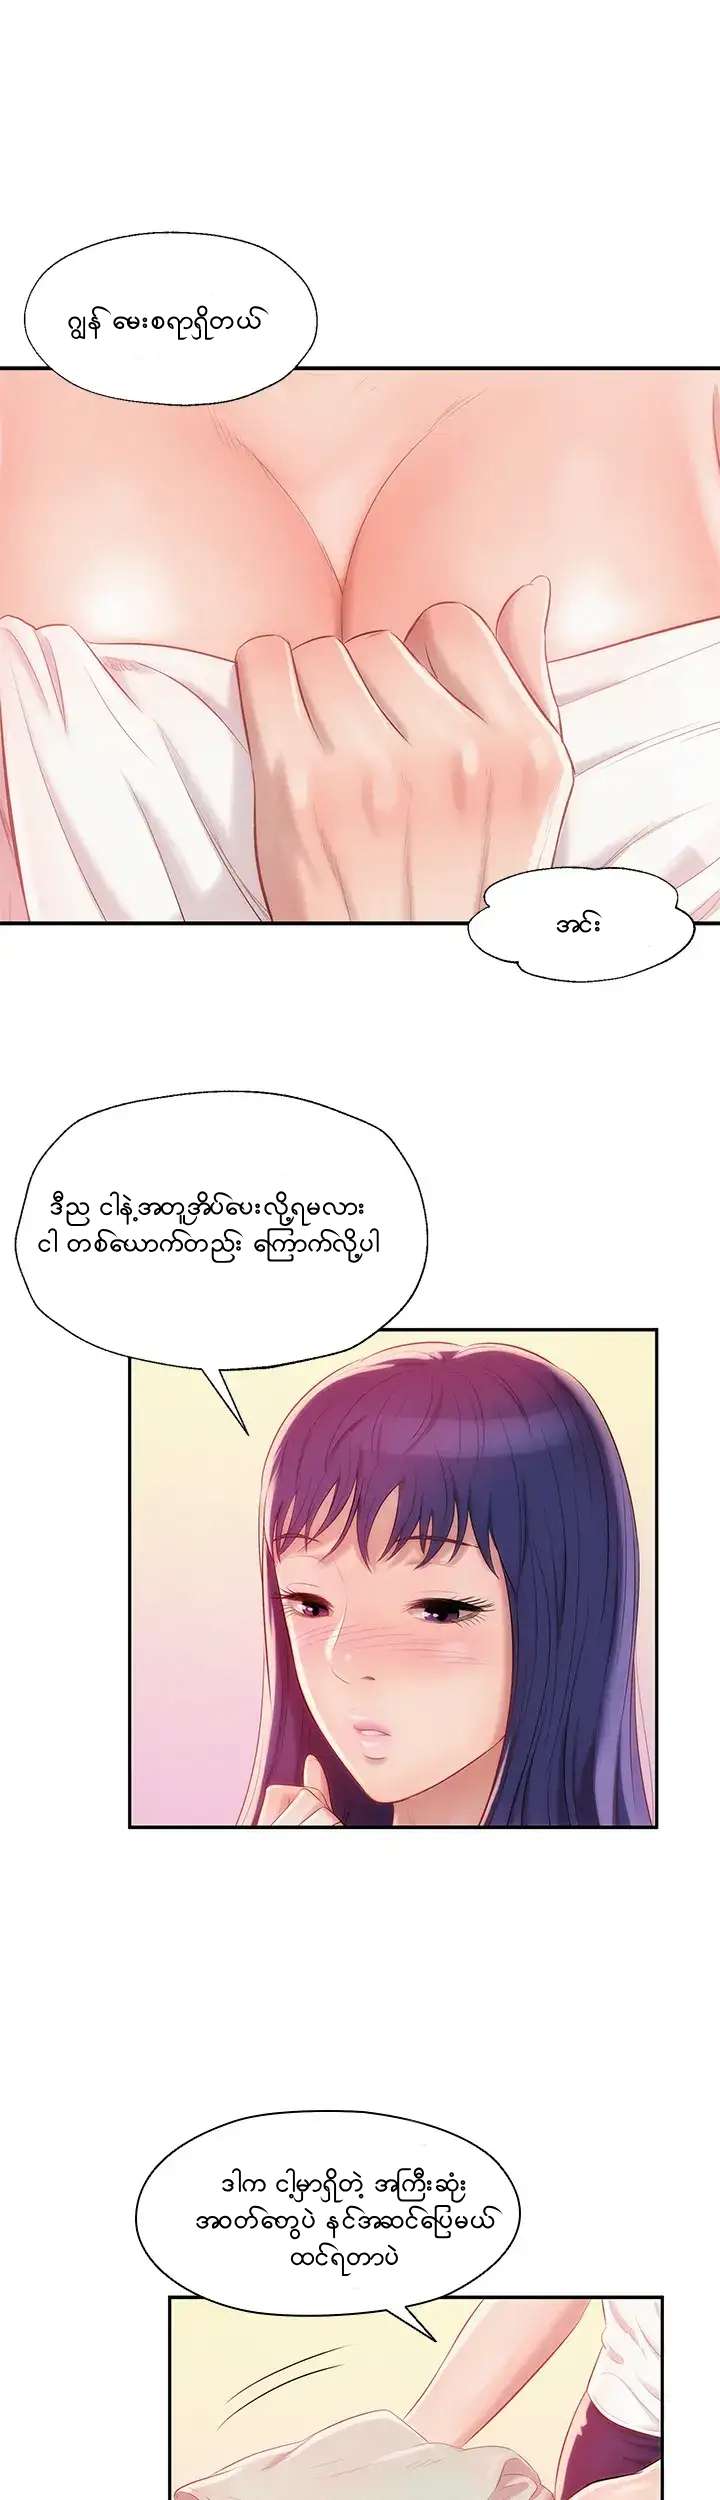 ဂျွန် မေးစရာရှိတယ်
အင်း
ဒီည ငါနဲ့အတူအိပ်ပေးလို့ရမလား
ငါ တစ်ယောက်တည်း ကြောက်လို့ပါ
ဒါက ငါ့မှာရှိတဲ့ အကြီးဆုံး
အဝတ်တွေပဲ နင်အဆင်ပြေမယ်
ထင်ရတာပဲ